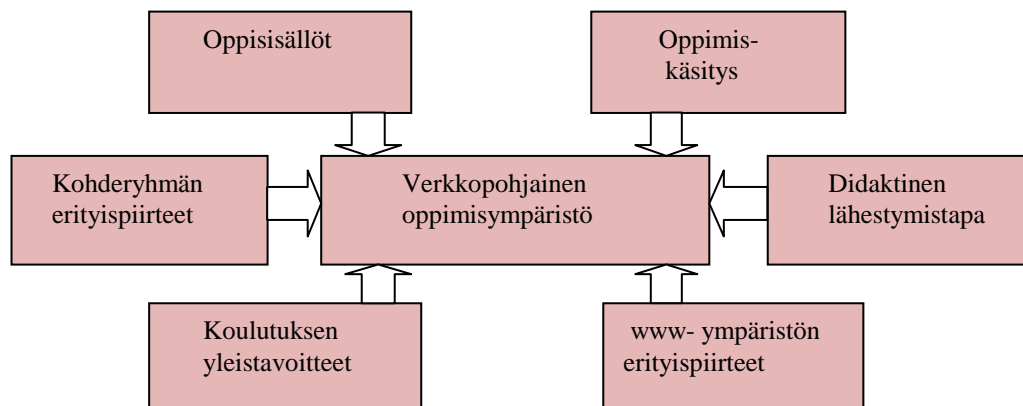 Oppisisällöt
Oppimis-
käsitys
Kohderyhmän
erityispiirteet
Verkkopohjainen
oppimisympäristö
Didaktinen
lähestymistapa
Koulutuksen
yleistavoitteet
www- ympäristön
erityispiirteet